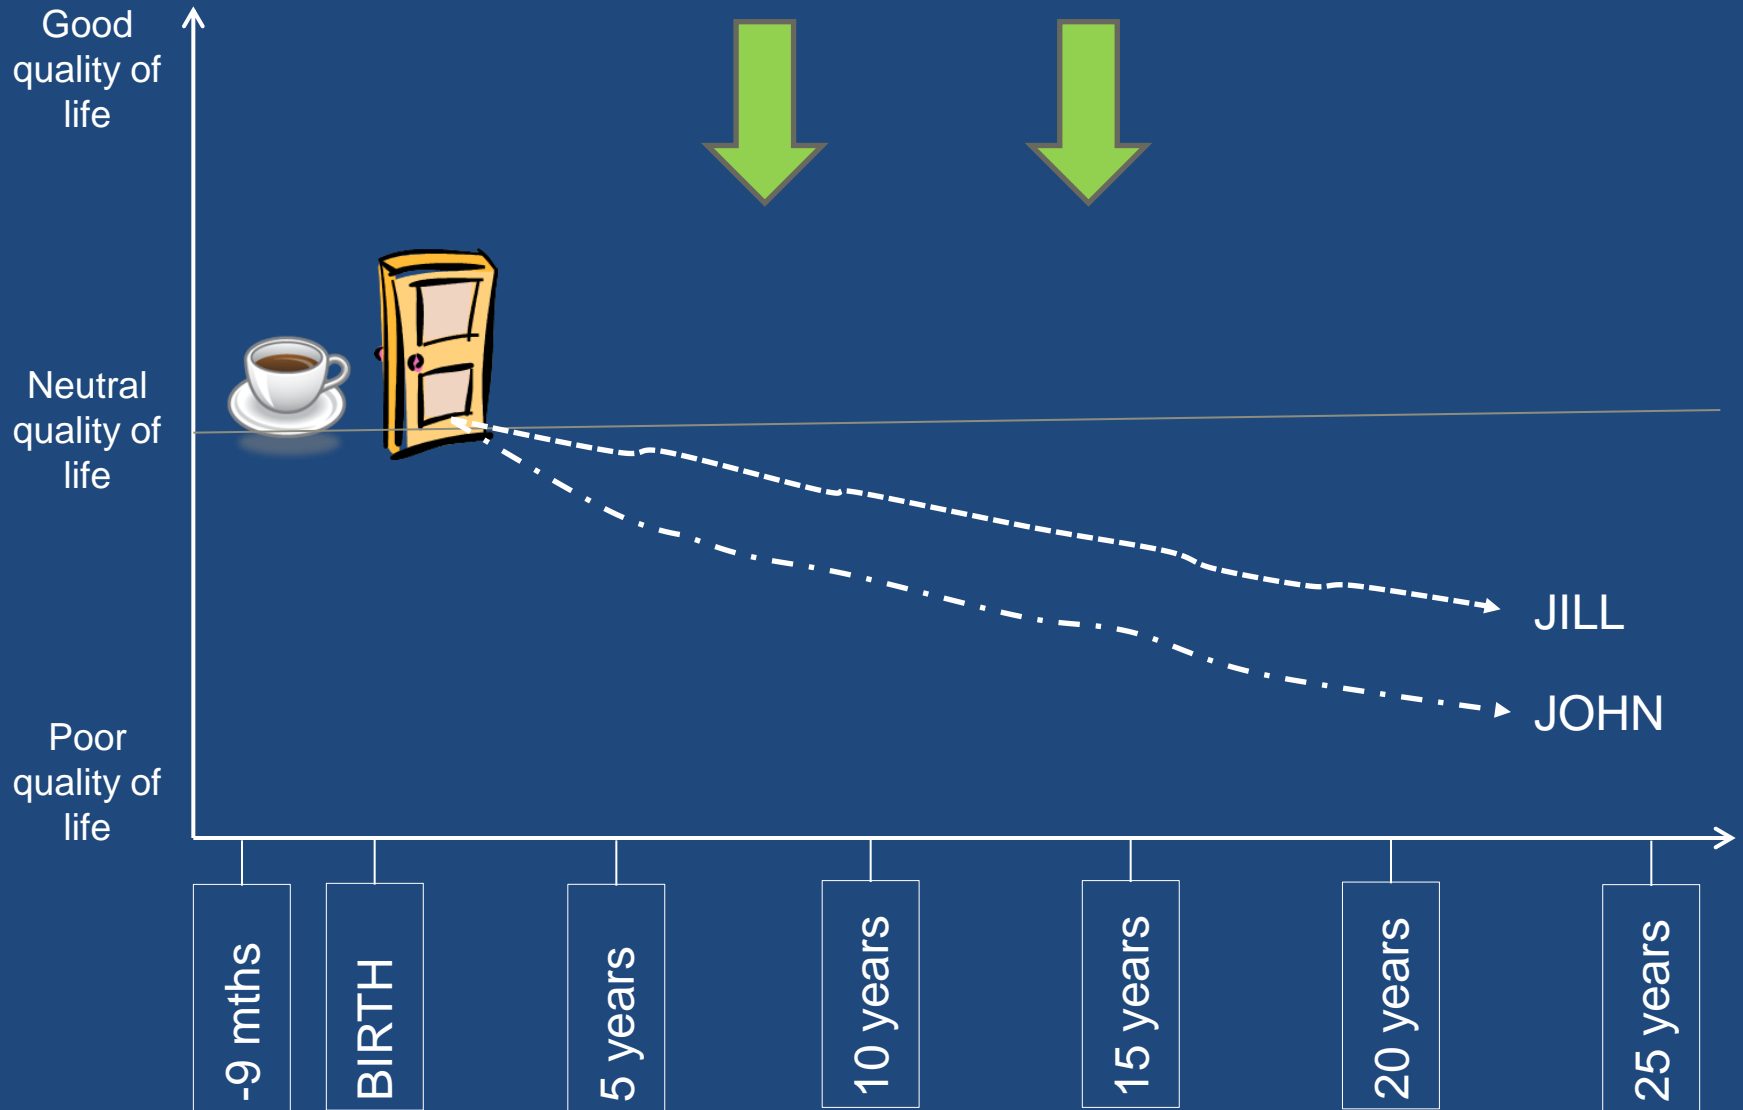 Good
quality of
life
Neutral
quality of
life
Poor
quality of
life
JILL
JOHN
-9 mths
BIRTH
5 years
10 years
15 years
20 years
25 years